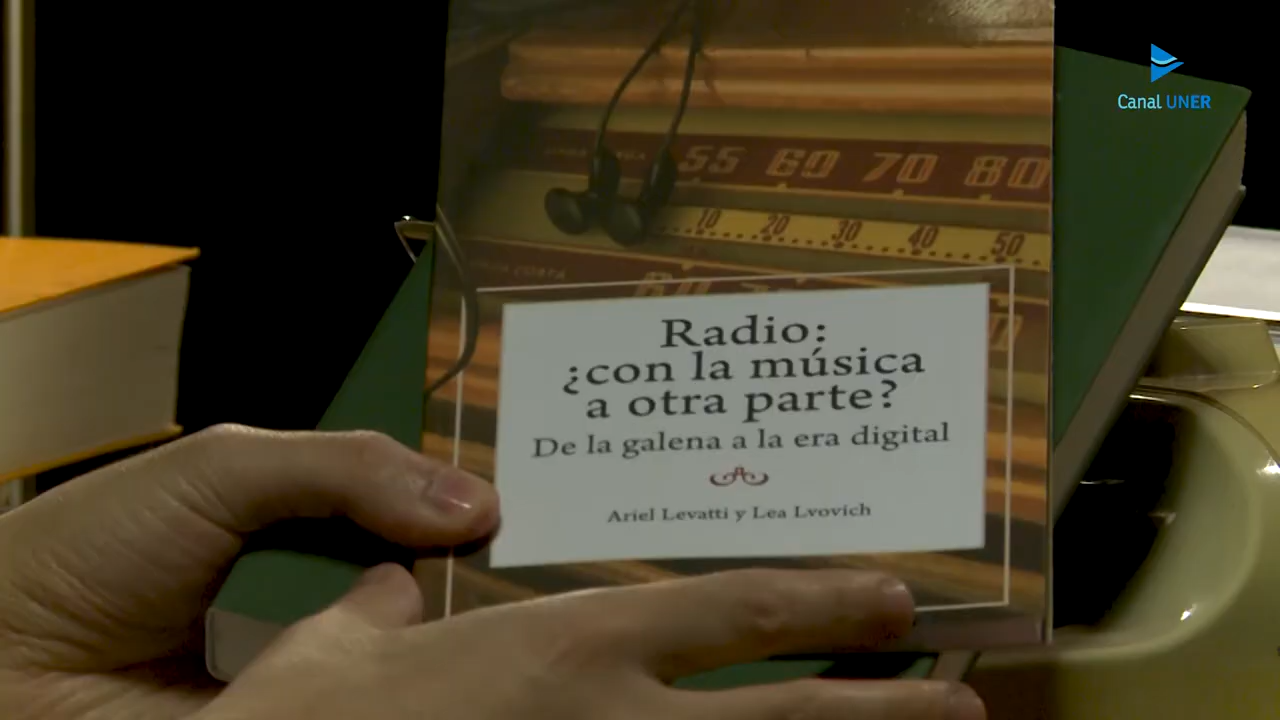 Canal UNER
55 60 70 80
10 20 30 40 50
CORTA
Radio:
¿con la música
a otra parte?
De la galena a la era digital
Ariel Levatti y Lea Lvovich